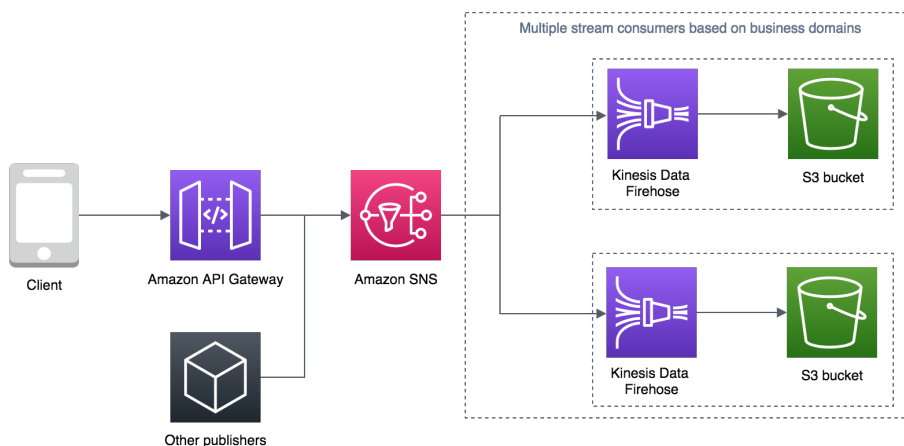 Multiple stream consumers based on business domains
Kinesis Data
Firehose
S3 bucket
Client
Amazon API Gateway
Amazon SNS
</>
Kinesis Data
Firehose
S3 bucket
Other publishers